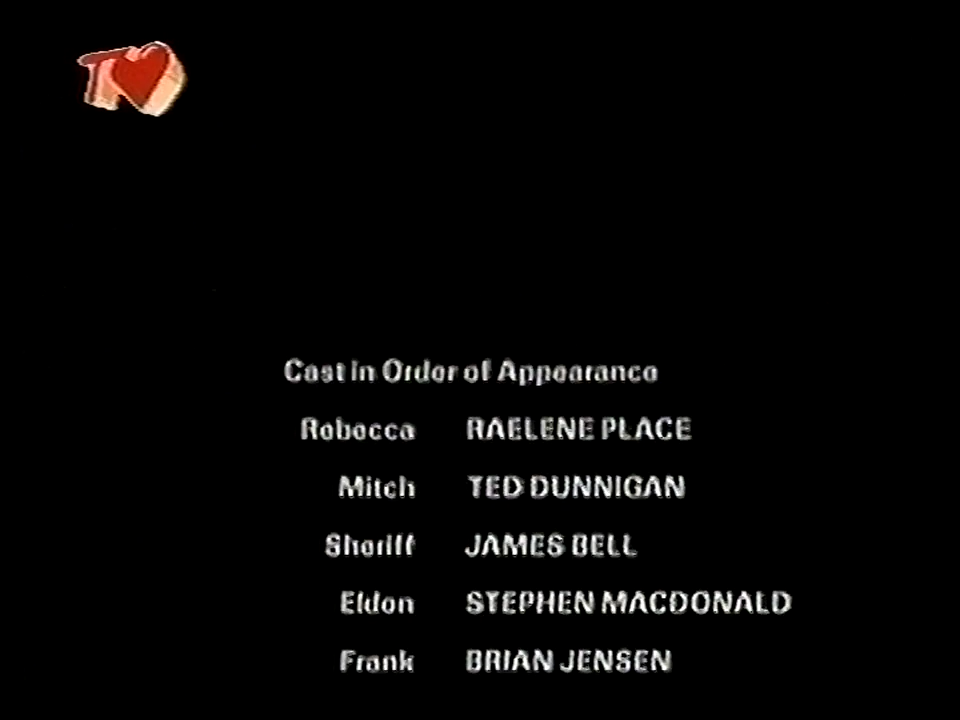 Cast in Order of Appearance
Rebecca RAELENE PLACE
Mitch TED DUNNIGAN
Sheriff JAMES BELL
Eldon STEPHEN MACDONALD
Frank BRIAN JENSEN